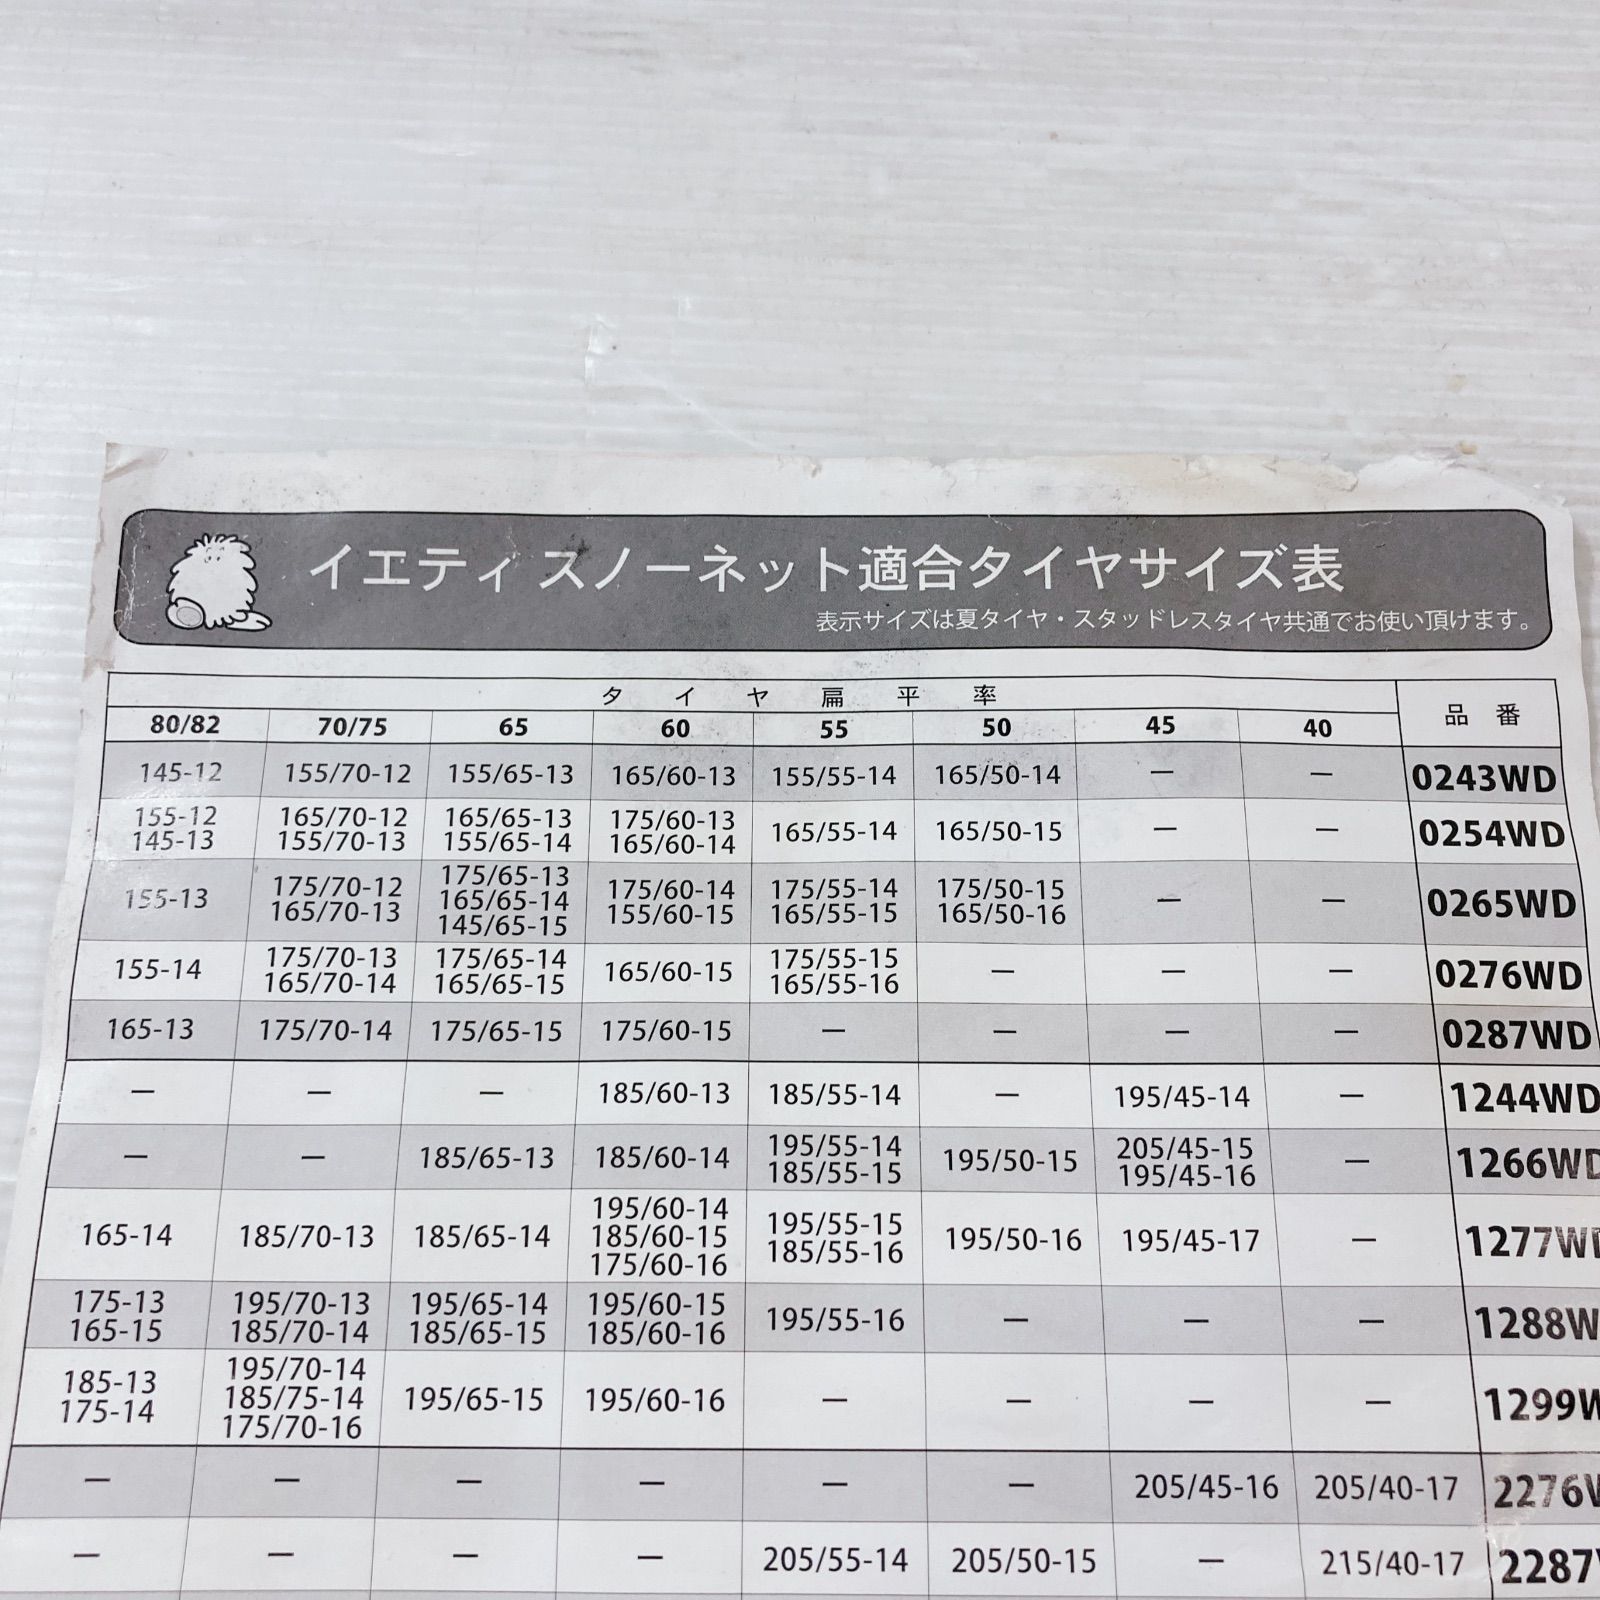 イエティ スノーネット適合タイヤサイズ表
表示サイズは夏タイヤ・スタッドレスタイヤ共通でお使い頂けます。
タイヤ扁平率 品番
80/82 70/75 65 60 55 50 45 40
145-12 155/70-12 155/65-13 165/60-13 155/55-14 165/50-14 — — 0243WD
155-12 165/70-12 165/65-13 175/60-13 165/55-14 165/50-15 — — 0254WD
145-13 155/70-13 155/65-14 165/60-14
155-13 175/70-12 175/65-13 175/60-14 175/55-14 175/50-15 — — 0265WD
165/70-13 165/65-14 155/60-15 165/55-15 165/50-16
145/65-15
155-14 175/70-13 175/65-14 165/60-15 175/55-15 — — — 0276WD
165/70-14 165/65-15 165/55-16
165-13 175/70-14 175/65-15 175/60-15 — — — — 0287WD
— — — 185/60-13 185/55-14 — 195/45-14 — 1244WD
— — 185/65-13 185/60-14 195/55-14 195/50-15 205/45-15 — 1266WD
185/55-15 195/45-16
165-14 185/70-13 185/65-14 195/60-14 195/55-15 195/50-16 195/45-17 — 1277WD
185/60-15 185/55-16
175/60-16
175-13 195/70-13 195/65-14 195/60-15 195/55-16 — — — 1288W
165-15 185/70-14 185/65-15 185/60-16
185-13 195/70-14 195/65-15 195/60-16 — — — — 1299W
175-14 185/75-14
175/70-16
— — — — — — 205/45-16 205/40-17 2276W
— — — — 205/55-14 205/50-15 — 215/40-17 2287